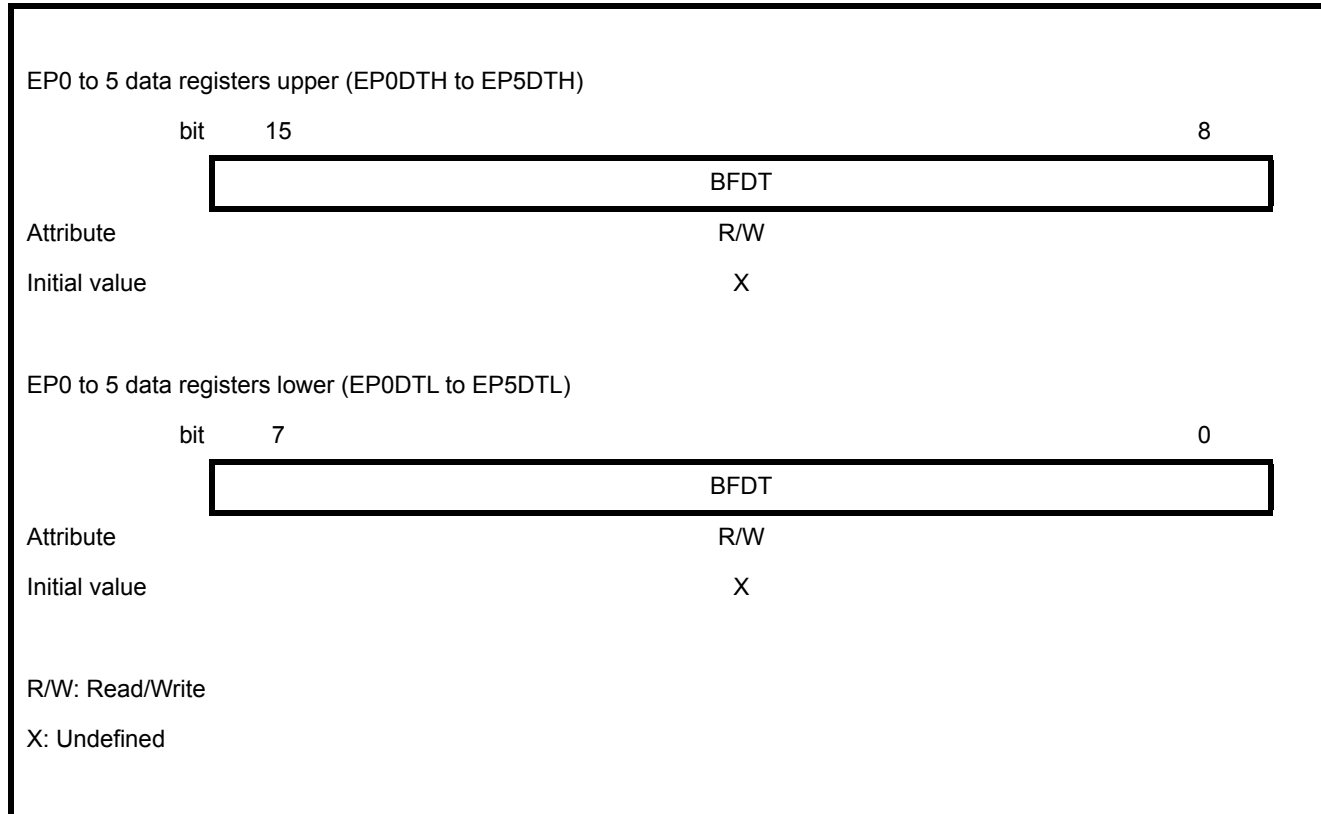 EP0 to 5 data registers upper (EP0DTH to EP5DTH)
bit 15 8
BFDT
Attribute R/W
Initial value X
EP0 to 5 data registers lower (EP0DTL to EP5DTL)
bit 7 0
BFDT
Attribute R/W
Initial value X
R/W: Read/Write
X: Undefined